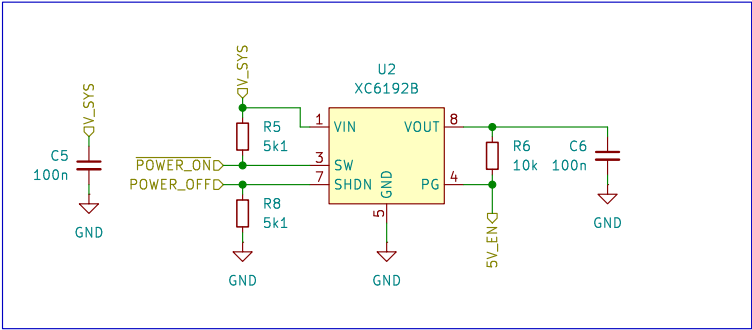 V_SYS
U2
XC6192B
V_SYS
1
VIN
VOUT
8
R5
5k1
R6
10k
C6
100n
C5
100n
POWER_ON
3
SW
POWER_OFF
7
SHDN
GND
PG
4
5
R8
5k1
5V_EN
GND
GND
GND
GND